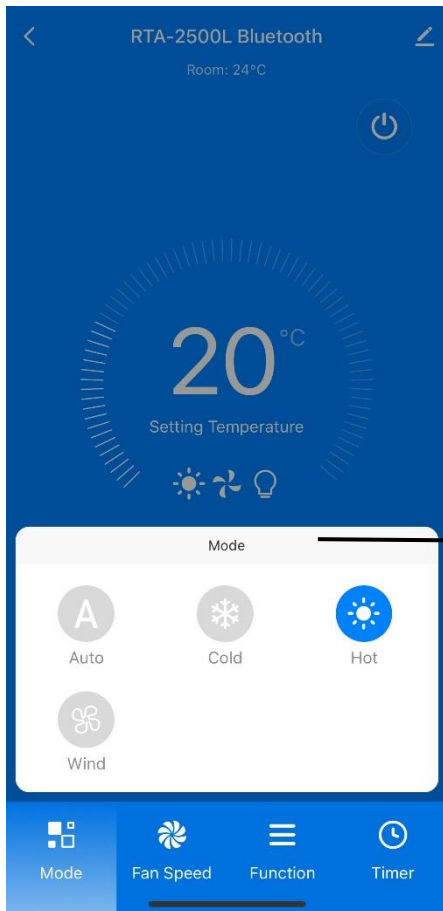 RTA-2500L Bluetooth
Room: 24°C
20°C
Setting Temperature
Mode
A
Auto Cold Hot
Wind
Mode Fan Speed Function Timer